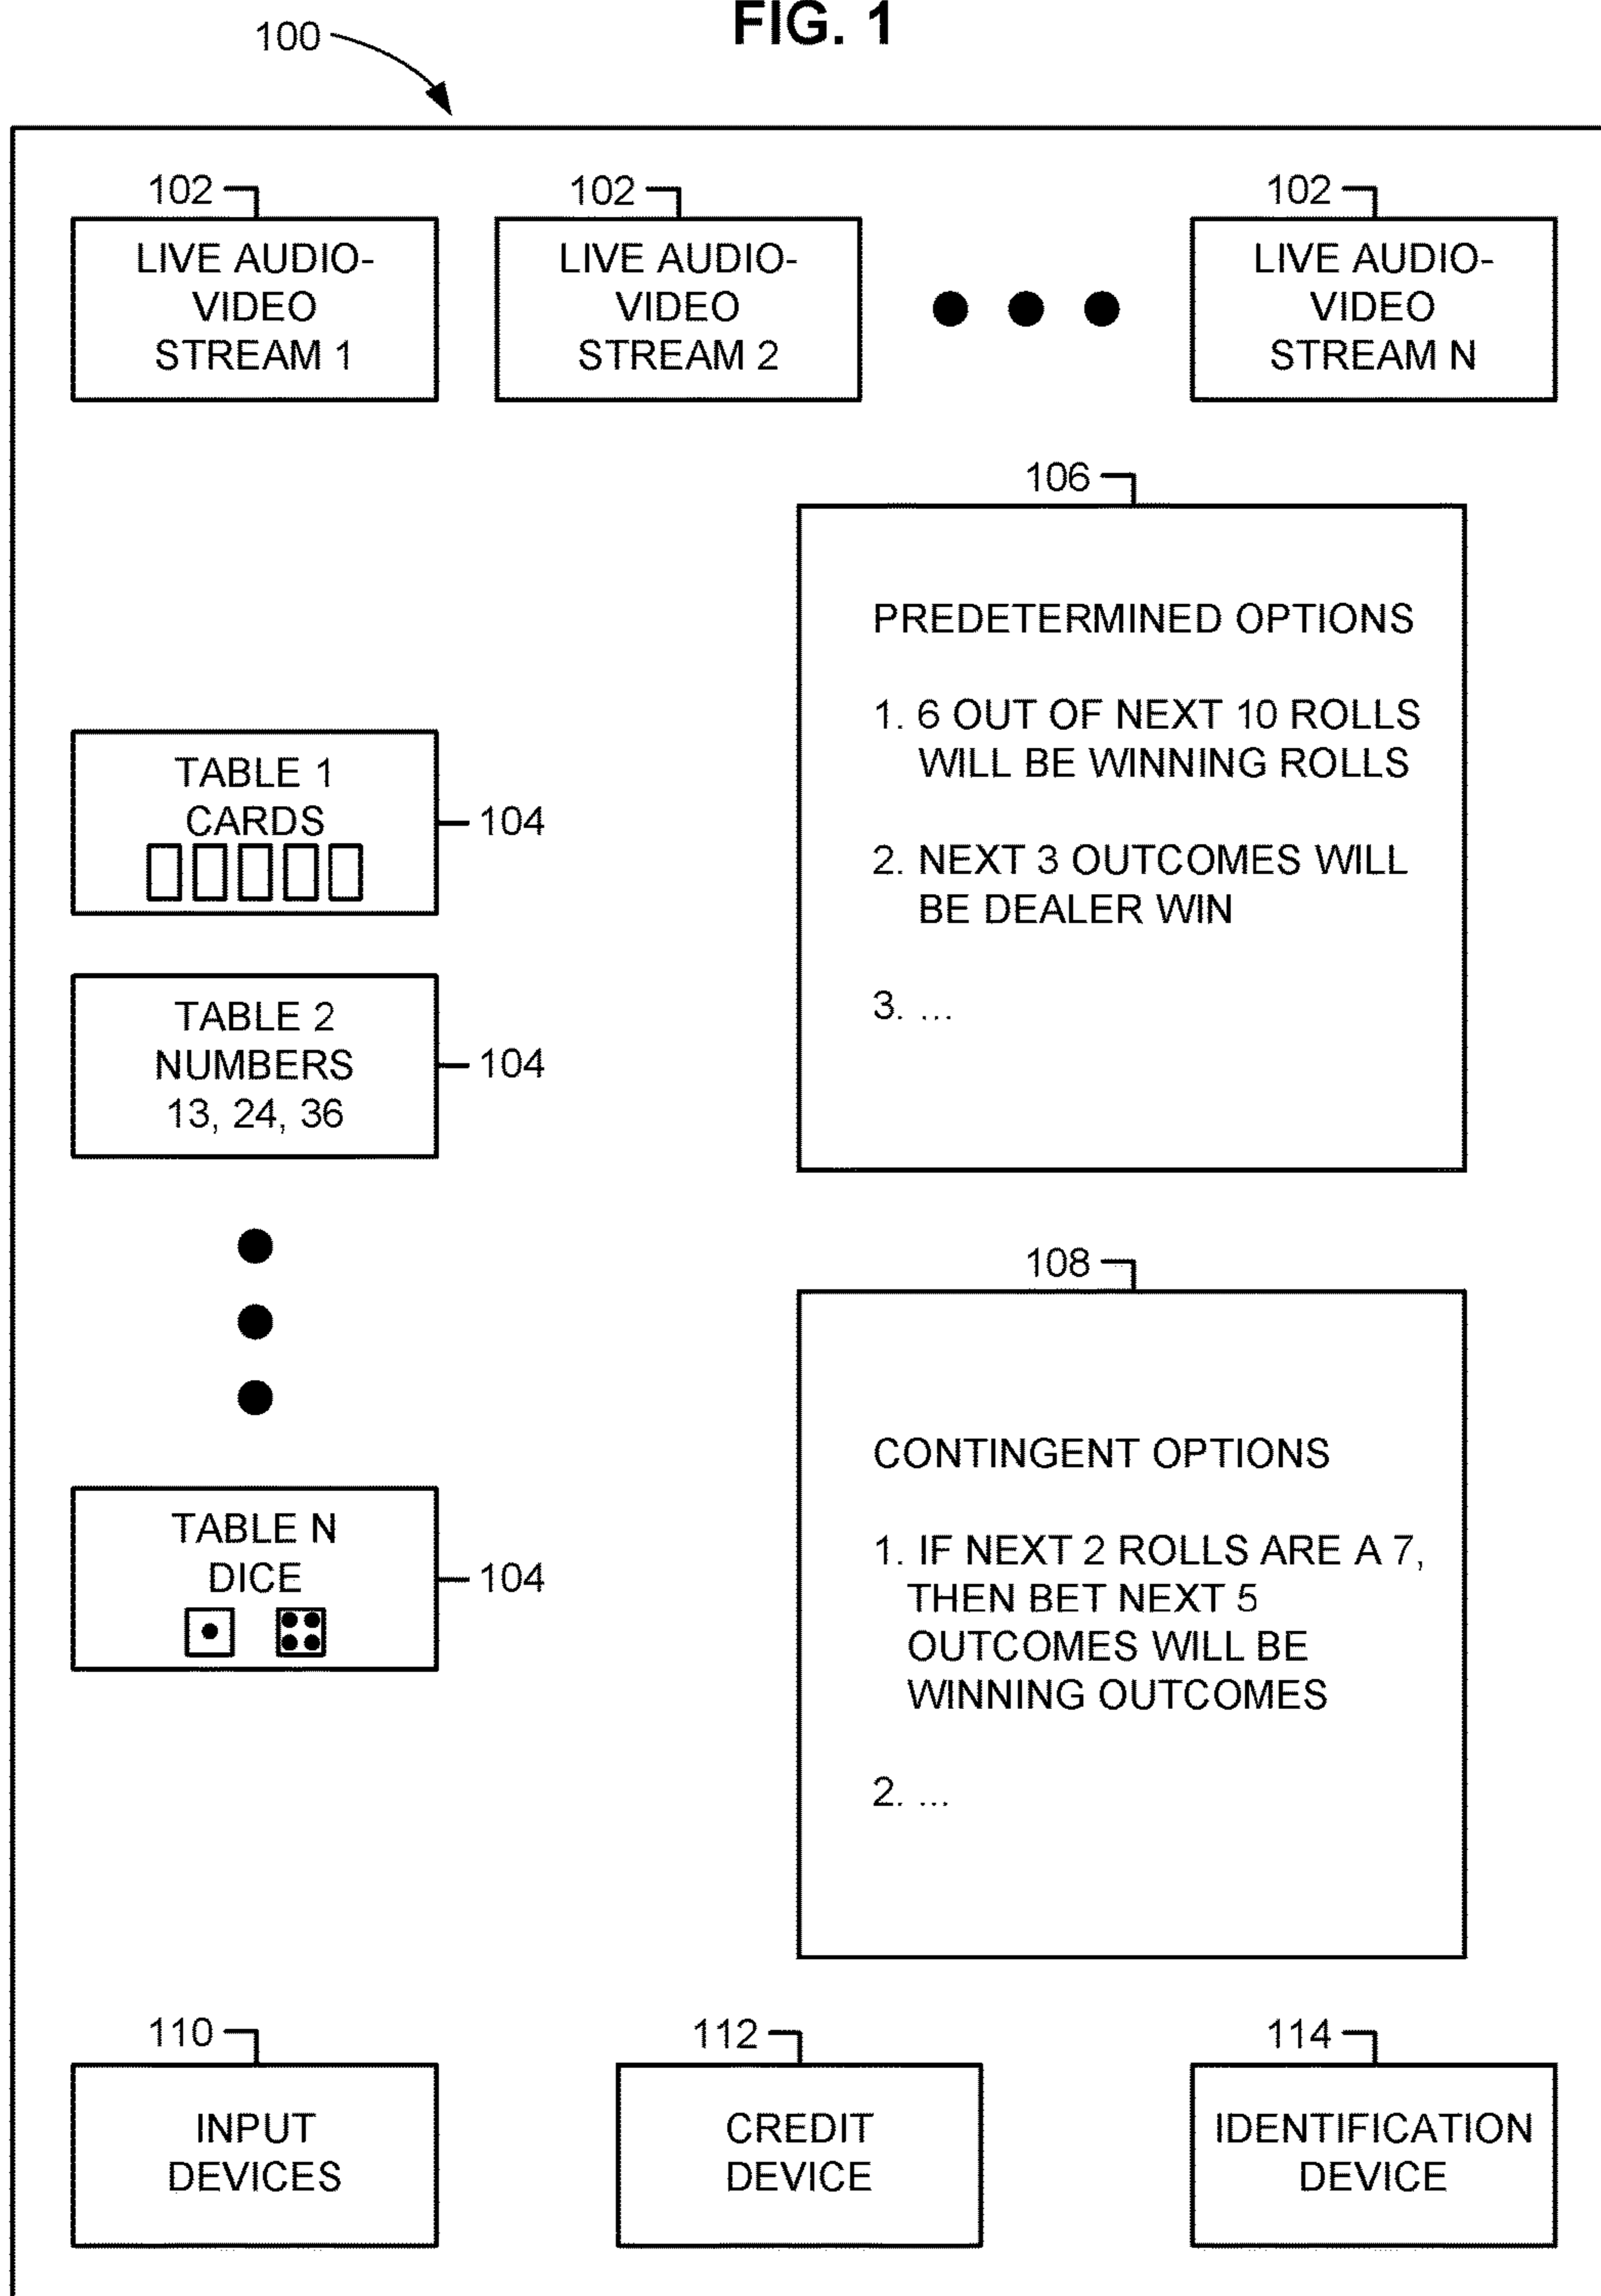 FIG. 1
100
102
LIVE AUDIO-
VIDEO
STREAM 1
102
LIVE AUDIO-
VIDEO
STREAM 2
102
LIVE AUDIO-
VIDEO
STREAM N
106
PREDETERMINED OPTIONS
1. 6 OUT OF NEXT 10 ROLLS
WILL BE WINNING ROLLS
2. NEXT 3 OUTCOMES WILL
BE DEALER WIN
3. ...
TABLE 1
CARDS
104
TABLE 2
NUMBERS
13, 24, 36
104
TABLE N
DICE
104
108
CONTINGENT OPTIONS
1. IF NEXT 2 ROLLS ARE A 7,
THEN BET NEXT 5
OUTCOMES WILL BE
WINNING OUTCOMES
2. ...
110
INPUT
DEVICES
112
CREDIT
DEVICE
114
IDENTIFICATION
DEVICE